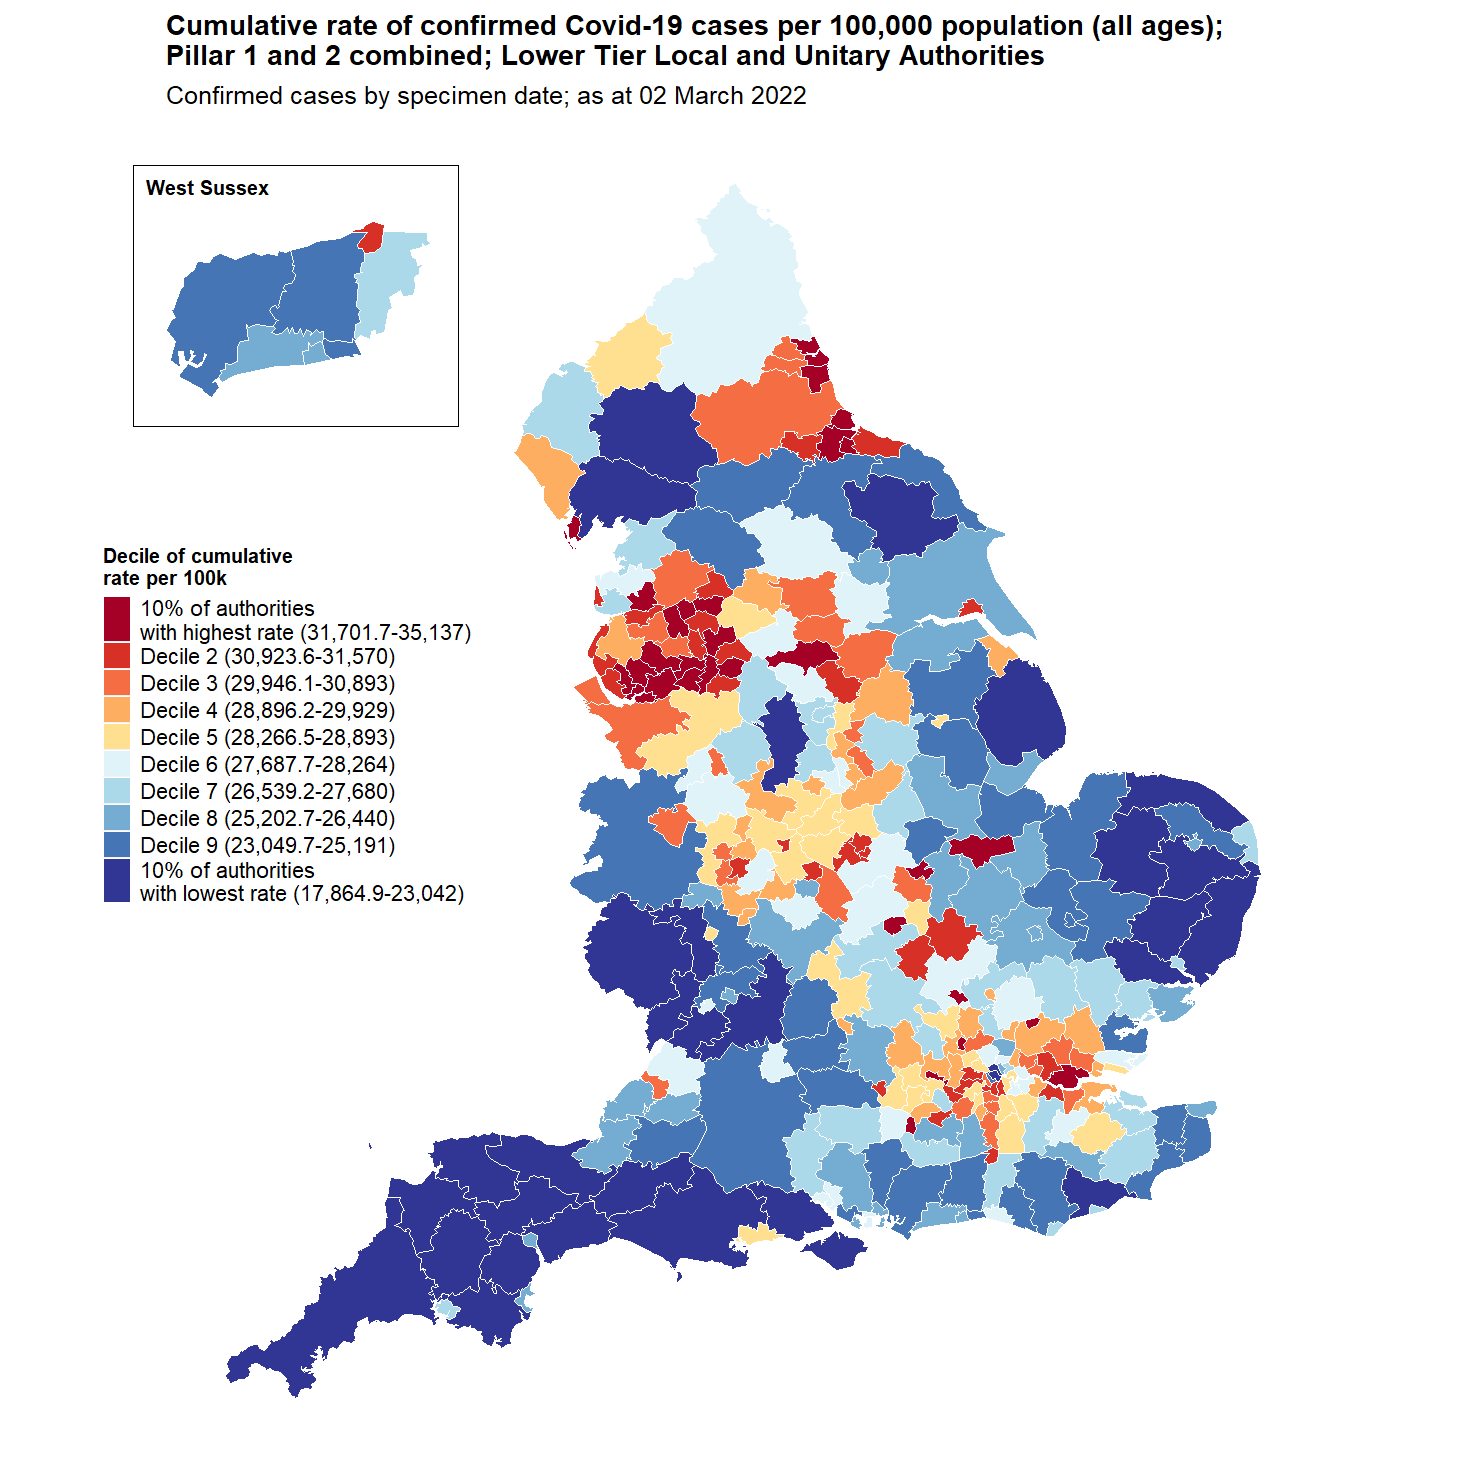 Cumulative rate of confirmed Covid-19 cases per 100,000 population (all ages);
Pillar 1 and 2 combined; Lower Tier Local and Unitary Authorities
Confirmed cases by specimen date; as at 02 March 2022
West Sussex
Decile of cumulative
rate per 100k
10% of authorities
with highest rate (31,701.7-35,137)
Decile 2 (30,923.6-31,570)
Decile 3 (29,946.1-30,893)
Decile 4 (28,896.2-29,929)
Decile 5 (28,266.5-28,893)
Decile 6 (27,687.7-28,264)
Decile 7 (26,539.2-27,680)
Decile 8 (25,202.7-26,440)
Decile 9 (23,049.7-25,191)
10% of authorities
with lowest rate (17,864.9-23,042)